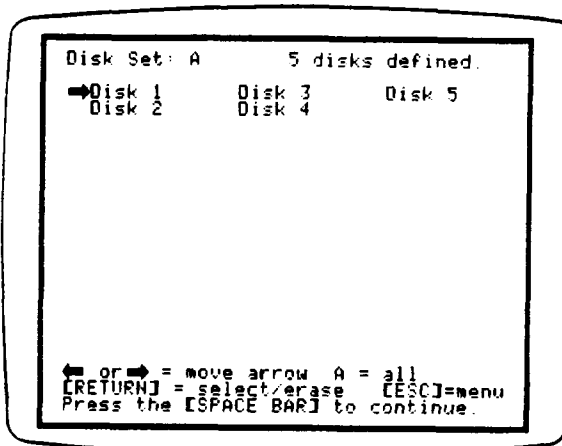 Disk Set: A 5 disks defined.
➡Disk 1 Disk 3 Disk 5
Disk 2 Disk 4
⬅ or ➡ = move arrow A = all
[RETURN] = select/erase [ESC]=menu
Press the [SPACE BAR] to continue.